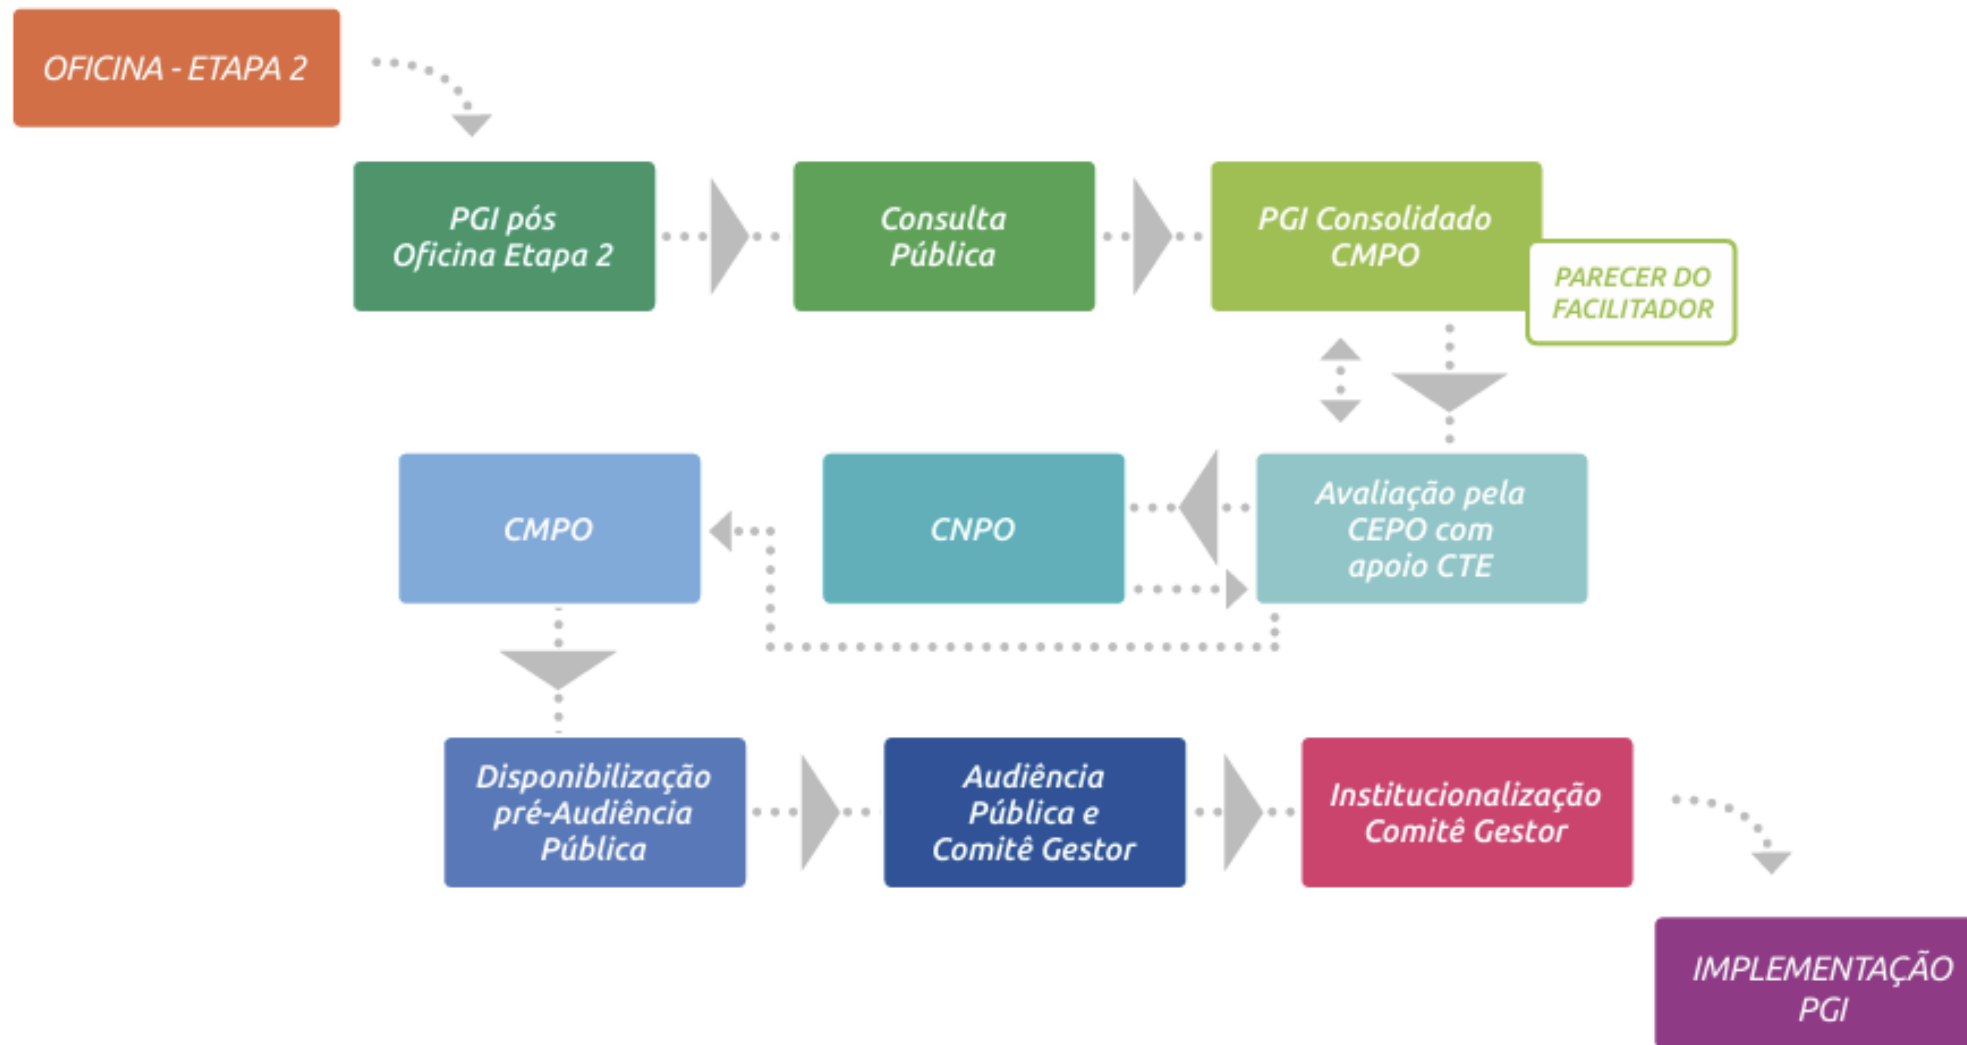 OFICINA - ETAPA 2
PGI pós
Oficina Etapa 2
Consulta
Pública
PGI Consolidado
CMPO
PARECER DO
FACILITADOR
CMPO
CNPO
Avaliação pela
CEPO com
apoio CTE
Disponibilização
pré-Audiência
Pública
Audiência
Pública e
Comitê Gestor
Institucionalização
Comitê Gestor
IMPLEMENTAÇÃO
PGI